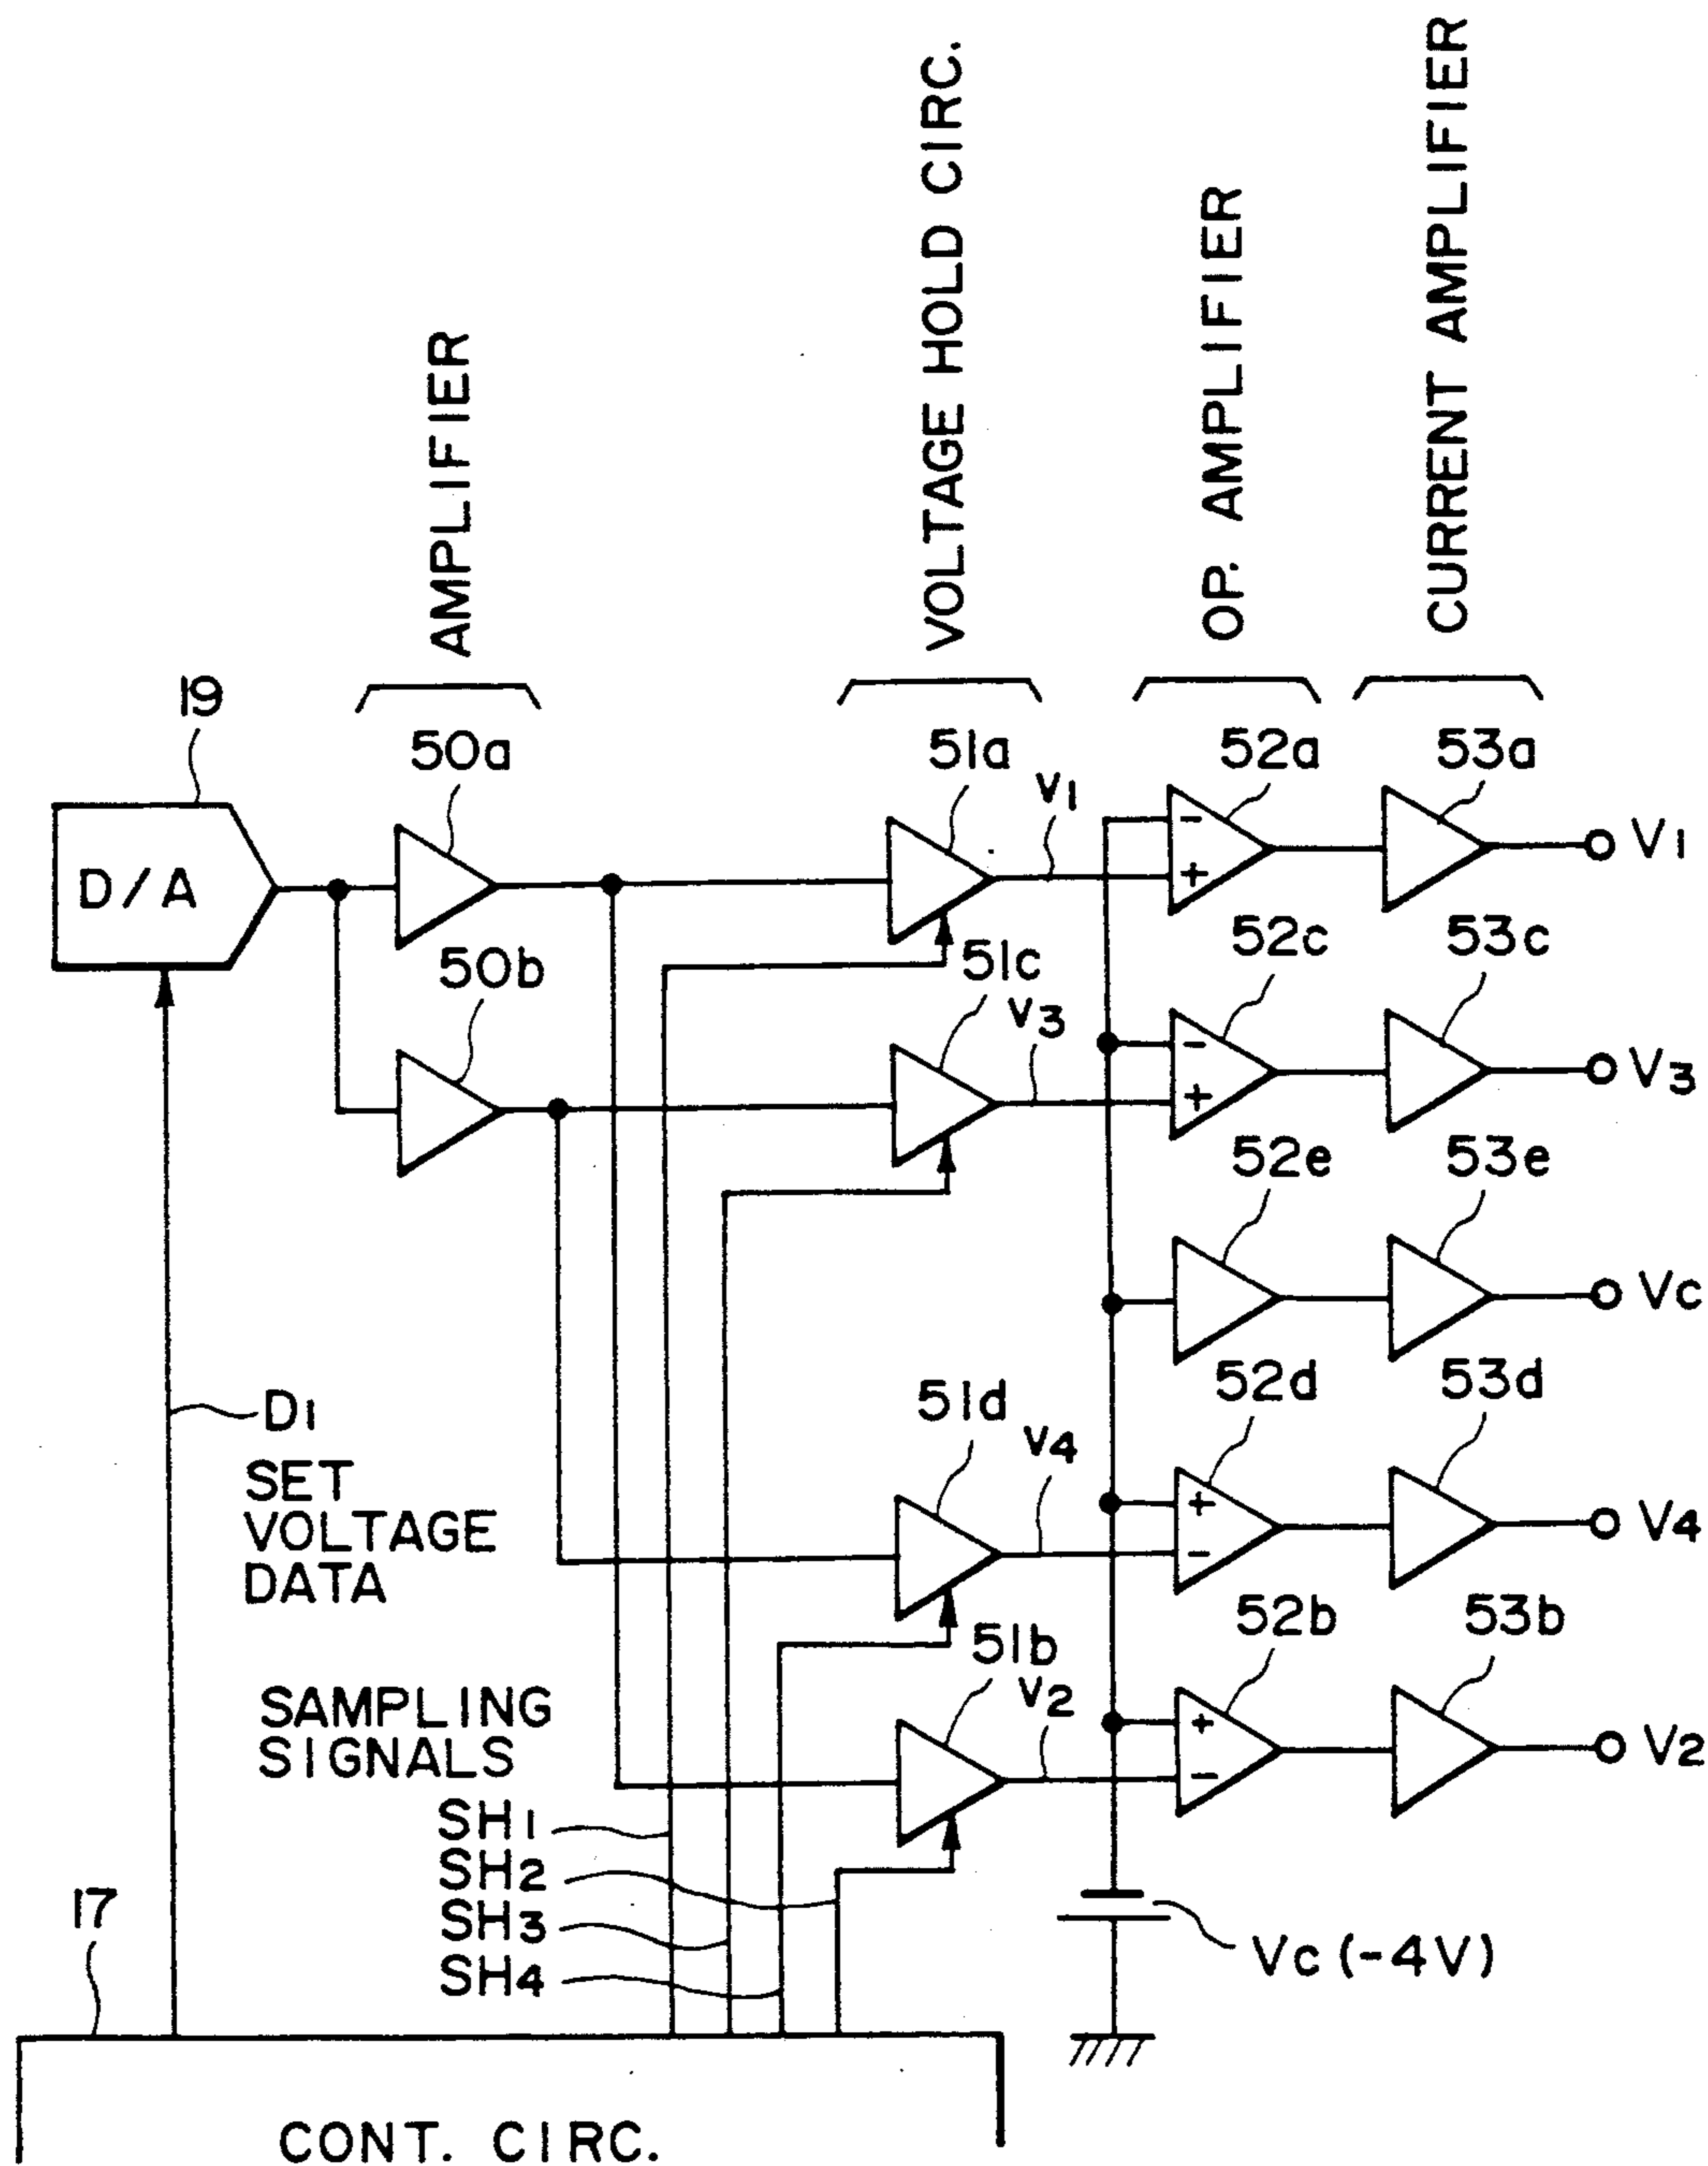 AMPLIFIER
VOLTAGE HOLD CIRC.
OP. AMPLIFIER
CURRENT AMPLIFIER
19
50a
51a
v1
52a
53a
D/A
-
+
V1
50b
51c
v3
52c
53c
-
+
V3
52e
53e
Vc
51d
v4
52d
53d
D1
SET
VOLTAGE
DATA
+
-
V4
51b
v2
52b
53b
SAMPLING
SIGNALS
+
-
V2
SH1
SH2
SH3
SH4
17
Vc (-4V)
CONT. CIRC.